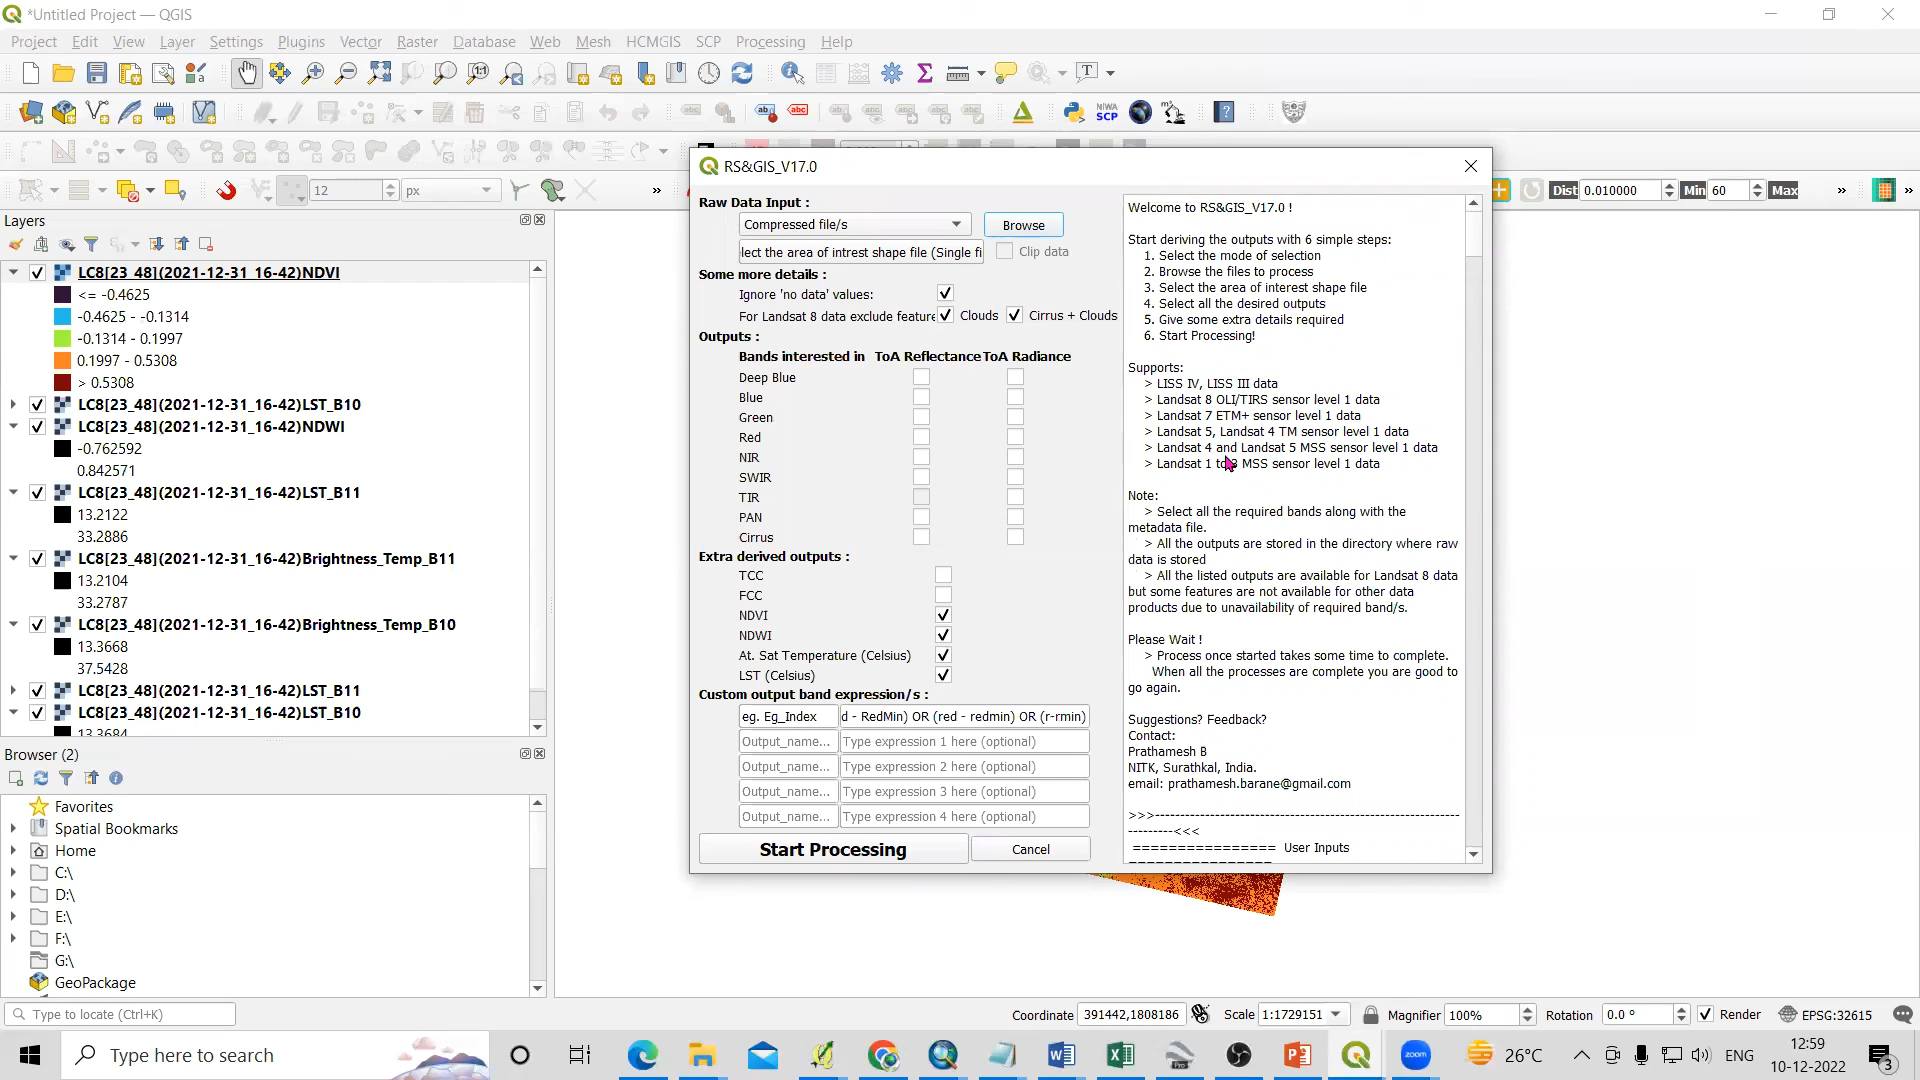 *Untitled Project — QGIS
Project Edit View Layer Settings Plugins Vector Raster Database Web Mesh HCMGIS SCP Processing Help
NIWA
SCP
12 px
Dist 0.010000 Min 60 Max
Layers
LC8[23_48](2021-12-31_16-42)NDVI
<= -0.4625
-0.4625 - -0.1314
-0.1314 - 0.1997
0.1997 - 0.5308
> 0.5308
LC8[23_48](2021-12-31_16-42)LST_B10
LC8[23_48](2021-12-31_16-42)NDWI
-0.762592
0.842571
LC8[23_48](2021-12-31_16-42)LST_B11
13.2122
33.2886
LC8[23_48](2021-12-31_16-42)Brightness_Temp_B11
13.2104
33.2787
LC8[23_48](2021-12-31_16-42)Brightness_Temp_B10
13.3668
37.5428
LC8[23_48](2021-12-31_16-42)LST_B11
LC8[23_48](2021-12-31_16-42)LST_B10
13.3684
Browser (2)
Favorites
Spatial Bookmarks
Home
C:\
D:\
E:\
F:\
G:\
GeoPackage
RS&GIS_V17.0
Raw Data Input :
Compressed file/s Browse
lect the area of intrest shape file (Single fi Clip data
Some more details :
Ignore 'no data' values:
For Landsat 8 data exclude feature Clouds Cirrus + Clouds
Outputs :
Bands interested in ToA Reflectance ToA Radiance
Deep Blue
Blue
Green
Red
NIR
SWIR
TIR
PAN
Cirrus
Extra derived outputs :
TCC
FCC
NDVI
NDWI
At. Sat Temperature (Celsius)
LST (Celsius)
Custom output band expression/s :
eg. Eg_Index d - RedMin) OR (red - redmin) OR (r-rmin)
Output_name... Type expression 1 here (optional)
Output_name... Type expression 2 here (optional)
Output_name... Type expression 3 here (optional)
Output_name... Type expression 4 here (optional)
Start Processing Cancel
Welcome to RS&GIS_V17.0 !
Start deriving the outputs with 6 simple steps:
1. Select the mode of selection
2. Browse the files to process
3. Select the area of interest shape file
4. Select all the desired outputs
5. Give some extra details required
6. Start Processing!
Supports:
> LISS IV, LISS III data
> Landsat 8 OLI/TIRS sensor level 1 data
> Landsat 7 ETM+ sensor level 1 data
> Landsat 5, Landsat 4 TM sensor level 1 data
> Landsat 4 and Landsat 5 MSS sensor level 1 data
> Landsat 1 to 3 MSS sensor level 1 data
Note:
> Select all the required bands along with the
metadata file.
> All the outputs are stored in the directory where raw
data is stored
> All the listed outputs are available for Landsat 8 data
but some features are not available for other data
products due to unavailability of required band/s.
Please Wait !
> Process once started takes some time to complete.
When all the processes are complete you are good to
go again.
Suggestions? Feedback?
Contact:
Prathamesh B
NITK, Surathkal, India.
email: prathamesh.barane@gmail.com
>>>------------------------------------------------------------------
---------<<<
================ User Inputs
================
Type to locate (Ctrl+K) Coordinate 391442,1808186 Scale 1:1729151 Magnifier 100% Rotation 0.0 ° Render EPSG:32615
Type here to search 26°C ENG 12:59
10-12-2022 3